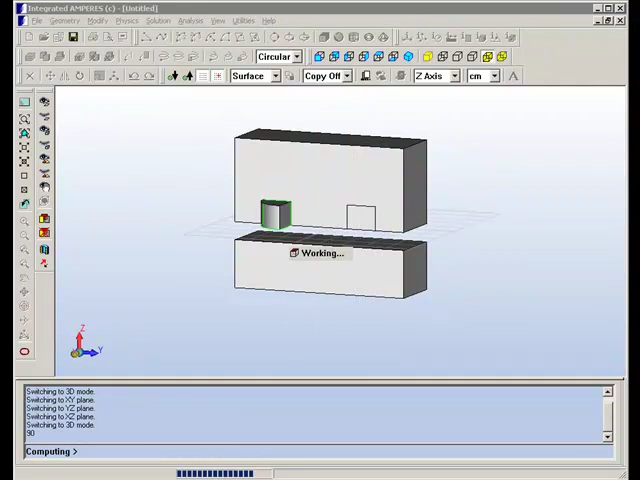 Integrated AMPERES (c) - [Untitled]
File Geometry Modify Physics Solution Analysis View Utilities Help
Circular
Surface Copy Off Z Axis cm
Working...
Z
Y
Switching to 3D mode.
Switching to XY plane.
Switching to YZ plane.
Switching to XZ plane.
Switching to 3D mode.
90
Computing >